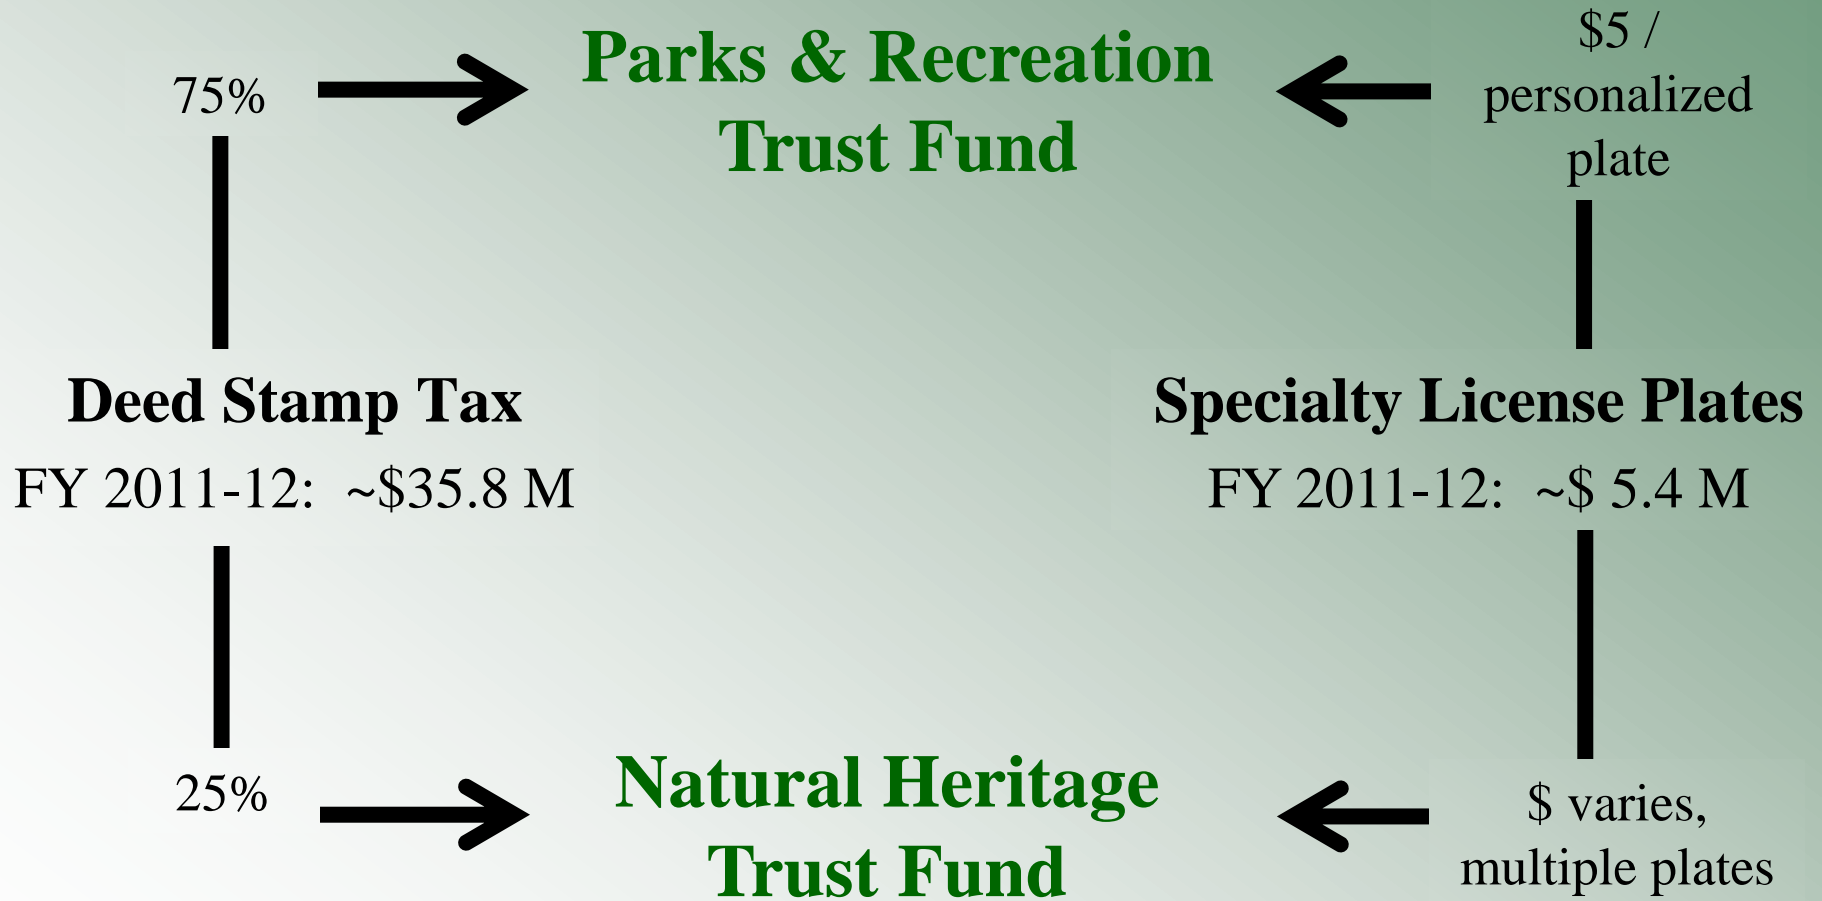 75%
Parks & Recreation
Trust Fund
$5 /
personalized
plate
Deed Stamp Tax
FY 2011-12:  ~$35.8 M
Specialty License Plates
FY 2011-12:  ~$ 5.4 M
25%
Natural Heritage
Trust Fund
$ varies,
multiple plates